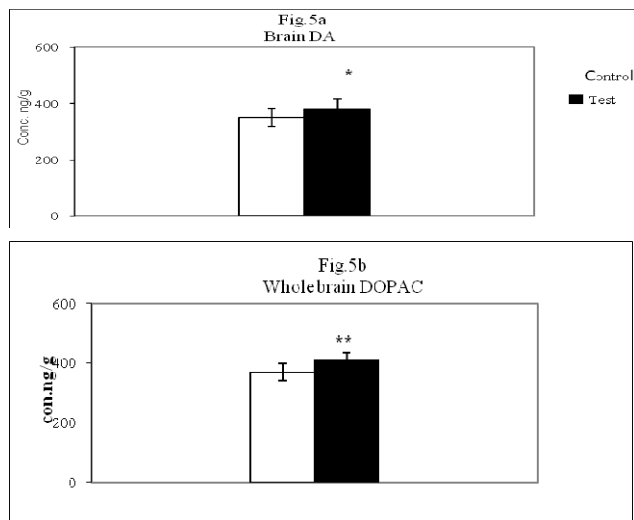 Fig.5a
Brain DA
600
*
Control
Test
400
Conc. ng/g
200
0
Fig.5b
Whole brain DOPAC
600
**
400
con.ng/g
200
0